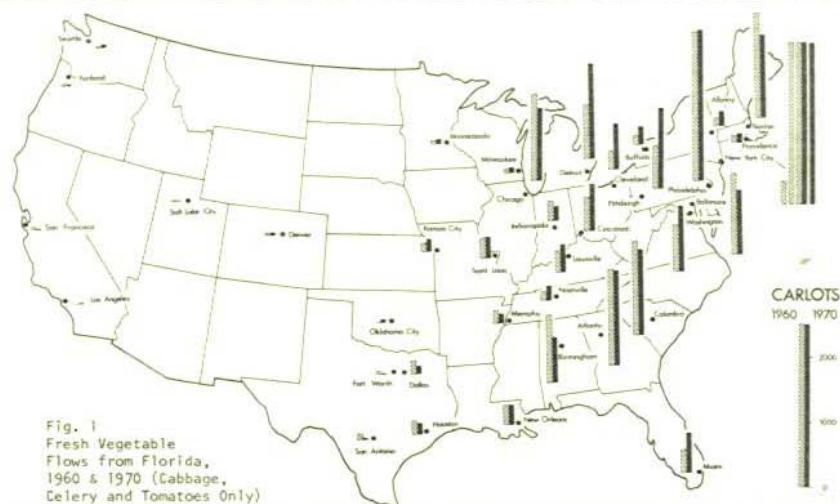 Seattle
Portland
San Francisco
Los Angeles
Salt Lake City
Denver
Minneapolis
Milwaukee
Chicago
Detroit
Buffalo
Cleveland
Pittsburgh
Albany
Boston
Providence
New York City
Philadelphia
Baltimore
Washington
Indianapolis
Cincinnati
Kansas City
Saint Louis
Louisville
Nashville
Memphis
Oklahoma City
Atlanta
Columbia
Birmingham
Fort Worth
Dallas
Houston
San Antonio
New Orleans
Miami
CARLOTS
1960 1970
2000
1000
0
Fig. 1
Fresh Vegetable
Flows from Florida,
1960 & 1970 (Cabbage,
Celery and Tomatoes Only)